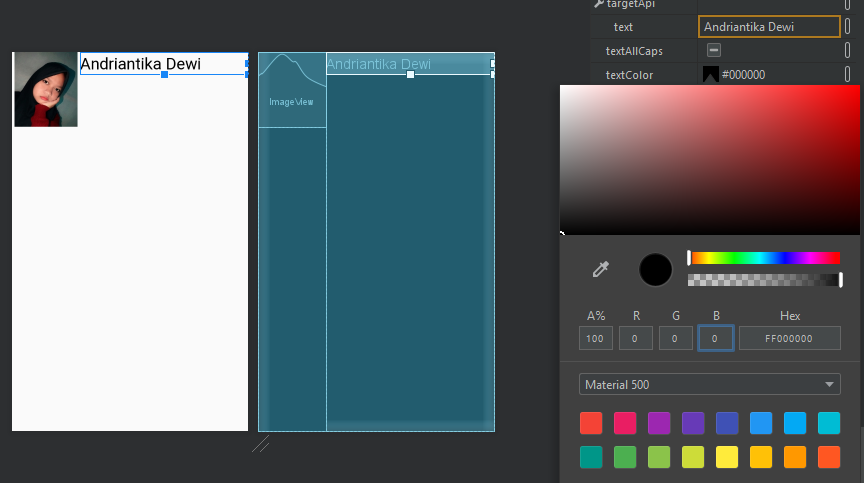 targetApi
text
Andriantika Dewi
textAllCaps
textColor
#000000
Andriantika Dewi
Andriantika Dewi
ImageView
A% R G B Hex
100 0 0 0 FF000000
Material 500